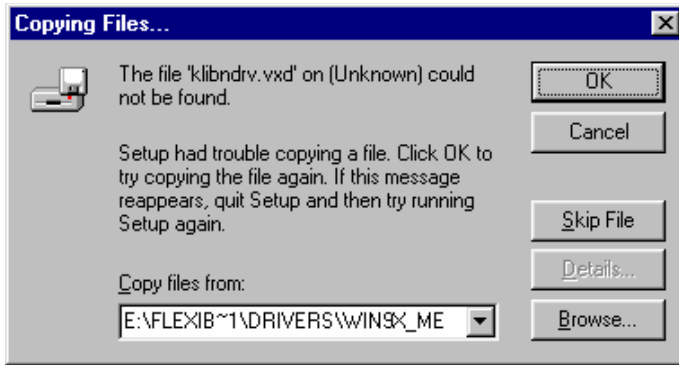 Copying Files...
The file 'klibndrv.vxd' on (Unknown) could
not be found.
Setup had trouble copying a file. Click OK to
try copying the file again. If this message
reappears, quit Setup and then try running
Setup again.
Copy files from:
E:\FLEXIB~1\DRIVERS\WIN9X_ME
OK
Cancel
Skip File
Details...
Browse...